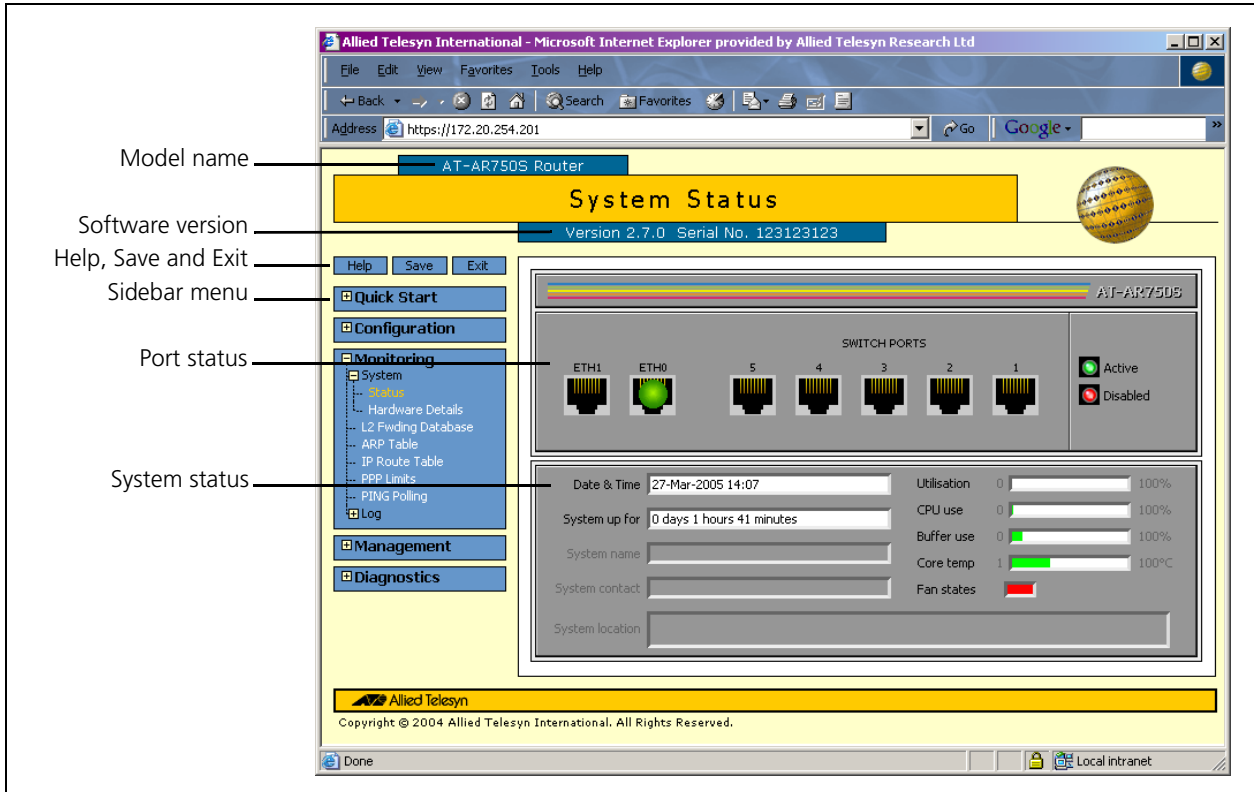 Allied Telesyn International - Microsoft Internet Explorer provided by Allied Telesyn Research Ltd
File Edit View Favorites Tools Help
Back Search Favorites
Address https://172.20.254.201 Go Google »
Model name
AT-AR750S Router
System Status
Software version
Version 2.7.0 Serial No. 123123123
Help, Save and Exit
Help Save Exit
Sidebar menu
Quick Start
AT-AR750S
Configuration
SWITCH PORTS
Port status
Monitoring
ETH1 ETH0 5 4 3 2 1
Active
Disabled
System
Status
Hardware Details
L2 Fwding Database
ARP Table
IP Route Table
PPP Limits
PING Polling
Log
Management
Diagnostics
System status
Date & Time 27-Mar-2005 14:07
System up for 0 days 1 hours 41 minutes
System name
System contact
System location
Utilisation 0 100%
CPU use 0 100%
Buffer use 0 100%
Core temp 1 100°C
Fan states
Allied Telesyn
Copyright © 2004 Allied Telesyn International. All Rights Reserved.
Done Local intranet